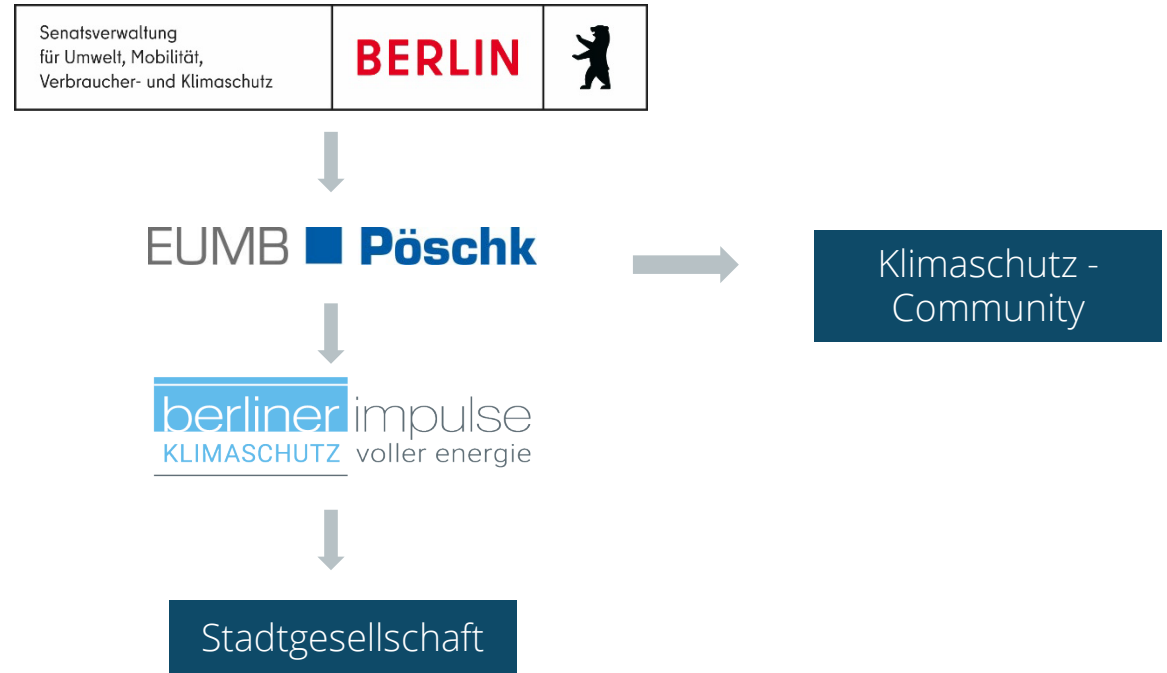 Senatsverwaltung
für Umwelt, Mobilität,
Verbraucher- und Klimaschutz
BERLIN
EUMB Pöschk
Klimaschutz -
Community
berliner impulse
KLIMASCHUTZ voller energie
Stadtgesellschaft